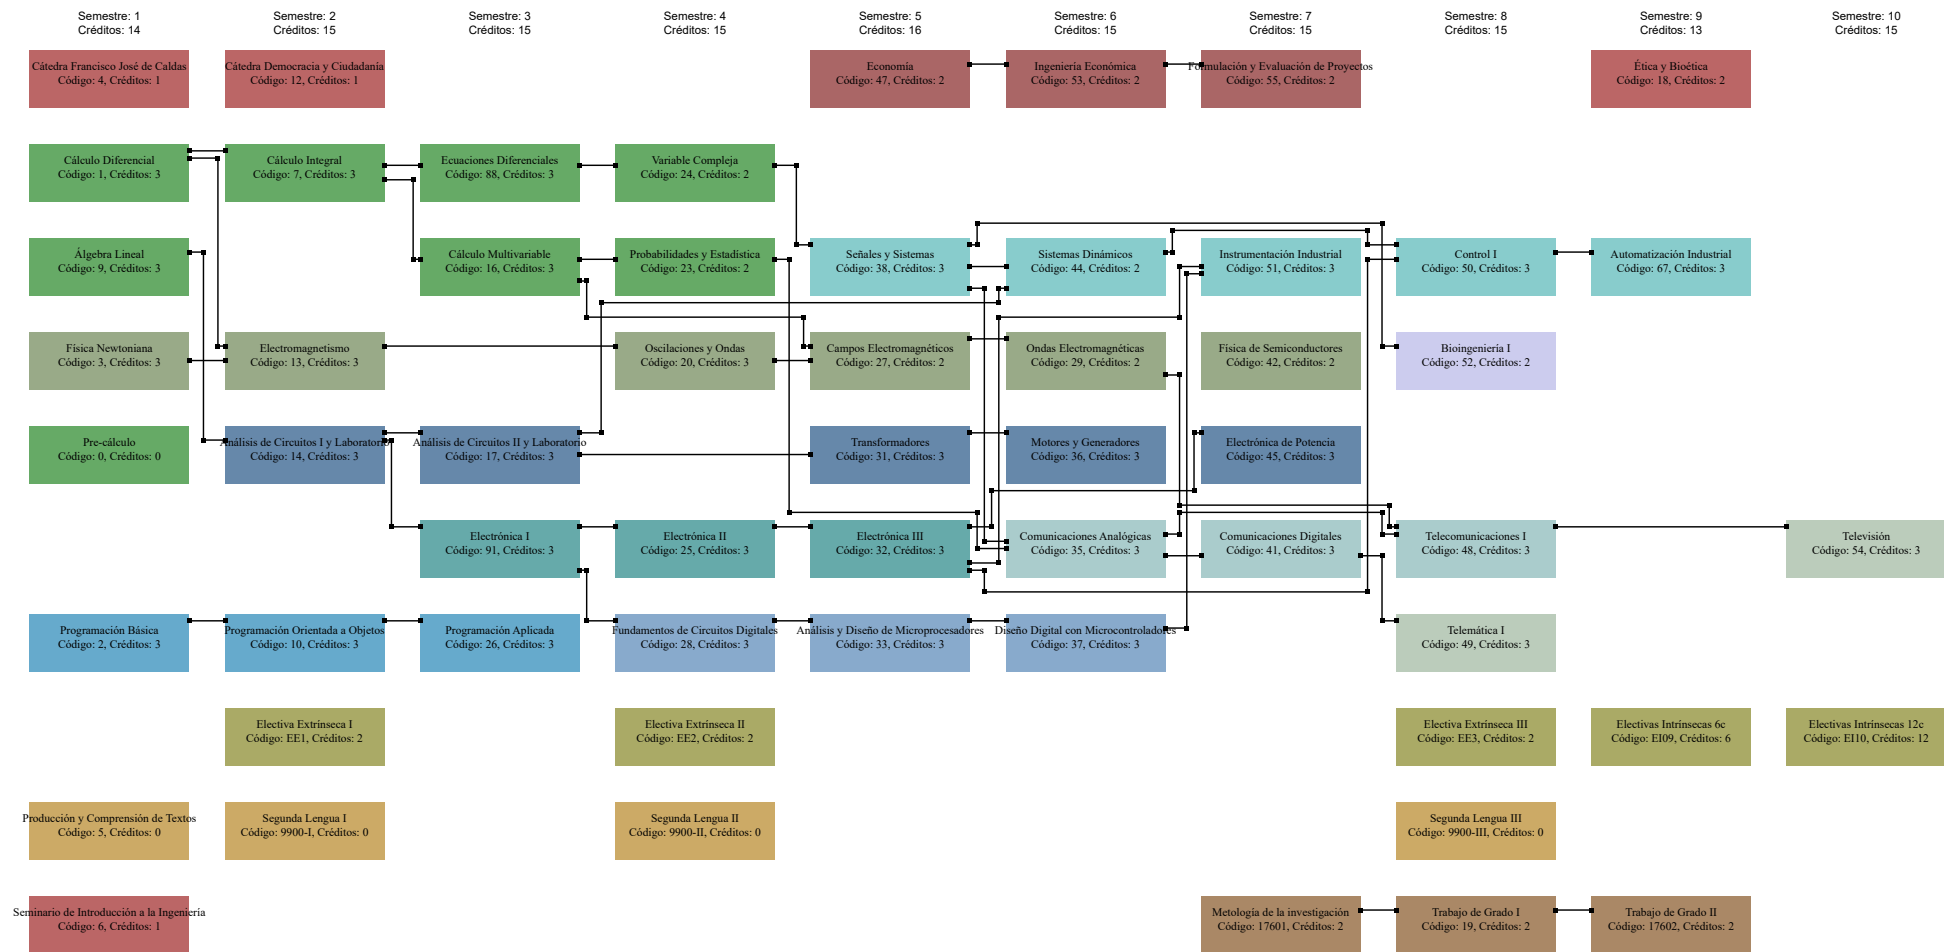 Semestre: 1
Créditos: 14
Semestre: 2
Créditos: 15
Semestre: 3
Créditos: 15
Semestre: 4
Créditos: 15
Semestre: 5
Créditos: 16
Semestre: 6
Créditos: 15
Semestre: 7
Créditos: 15
Semestre: 8
Créditos: 15
Semestre: 9
Créditos: 13
Semestre: 10
Créditos: 15
Cátedra Francisco José de Caldas
Código: 4, Créditos: 1
Cátedra Democracia y Ciudadanía
Código: 12, Créditos: 1
Economía
Código: 47, Créditos: 2
Ingeniería Económica
Código: 53, Créditos: 2
Formulación y Evaluación de Proyectos
Código: 55, Créditos: 2
Ética y Bioética
Código: 18, Créditos: 2
Cálculo Diferencial
Código: 1, Créditos: 3
Cálculo Integral
Código: 7, Créditos: 3
Ecuaciones Diferenciales
Código: 88, Créditos: 3
Variable Compleja
Código: 24, Créditos: 2
Álgebra Lineal
Código: 9, Créditos: 3
Cálculo Multivariable
Código: 16, Créditos: 3
Probabilidades y Estadística
Código: 23, Créditos: 2
Señales y Sistemas
Código: 38, Créditos: 3
Sistemas Dinámicos
Código: 44, Créditos: 2
Instrumentación Industrial
Código: 51, Créditos: 3
Control I
Código: 50, Créditos: 3
Automatización Industrial
Código: 67, Créditos: 3
Física Newtoniana
Código: 3, Créditos: 3
Electromagnetismo
Código: 13, Créditos: 3
Oscilaciones y Ondas
Código: 20, Créditos: 3
Campos Electromagnéticos
Código: 27, Créditos: 2
Ondas Electromagnéticas
Código: 29, Créditos: 2
Física de Semiconductores
Código: 42, Créditos: 2
Bioingeniería I
Código: 52, Créditos: 2
Pre-cálculo
Código: 0, Créditos: 0
Análisis de Circuitos I y Laboratorio
Código: 14, Créditos: 3
Análisis de Circuitos II y Laboratorio
Código: 17, Créditos: 3
Transformadores
Código: 31, Créditos: 3
Motores y Generadores
Código: 36, Créditos: 3
Electrónica de Potencia
Código: 45, Créditos: 3
Electrónica I
Código: 91, Créditos: 3
Electrónica II
Código: 25, Créditos: 3
Electrónica III
Código: 32, Créditos: 3
Comunicaciones Analógicas
Código: 35, Créditos: 3
Comunicaciones Digitales
Código: 41, Créditos: 3
Telecomunicaciones I
Código: 48, Créditos: 3
Televisión
Código: 54, Créditos: 3
Programación Básica
Código: 2, Créditos: 3
Programación Orientada a Objetos
Código: 10, Créditos: 3
Programación Aplicada
Código: 26, Créditos: 3
Fundamentos de Circuitos Digitales
Código: 28, Créditos: 3
Análisis y Diseño de Microprocesadores
Código: 33, Créditos: 3
Diseño Digital con Microcontroladores
Código: 37, Créditos: 3
Telemática I
Código: 49, Créditos: 3
Electiva Extrínseca I
Código: EE1, Créditos: 2
Electiva Extrínseca II
Código: EE2, Créditos: 2
Electiva Extrínseca III
Código: EE3, Créditos: 2
Electivas Intrínsecas 6c
Código: EI09, Créditos: 6
Electivas Intrínsecas 12c
Código: EI10, Créditos: 12
Producción y Comprensión de Textos
Código: 5, Créditos: 0
Segunda Lengua I
Código: 9900-I, Créditos: 0
Segunda Lengua II
Código: 9900-II, Créditos: 0
Segunda Lengua III
Código: 9900-III, Créditos: 0
Seminario de Introducción a la Ingeniería
Código: 6, Créditos: 1
Metología de la investigación
Código: 17601, Créditos: 2
Trabajo de Grado I
Código: 19, Créditos: 2
Trabajo de Grado II
Código: 17602, Créditos: 2